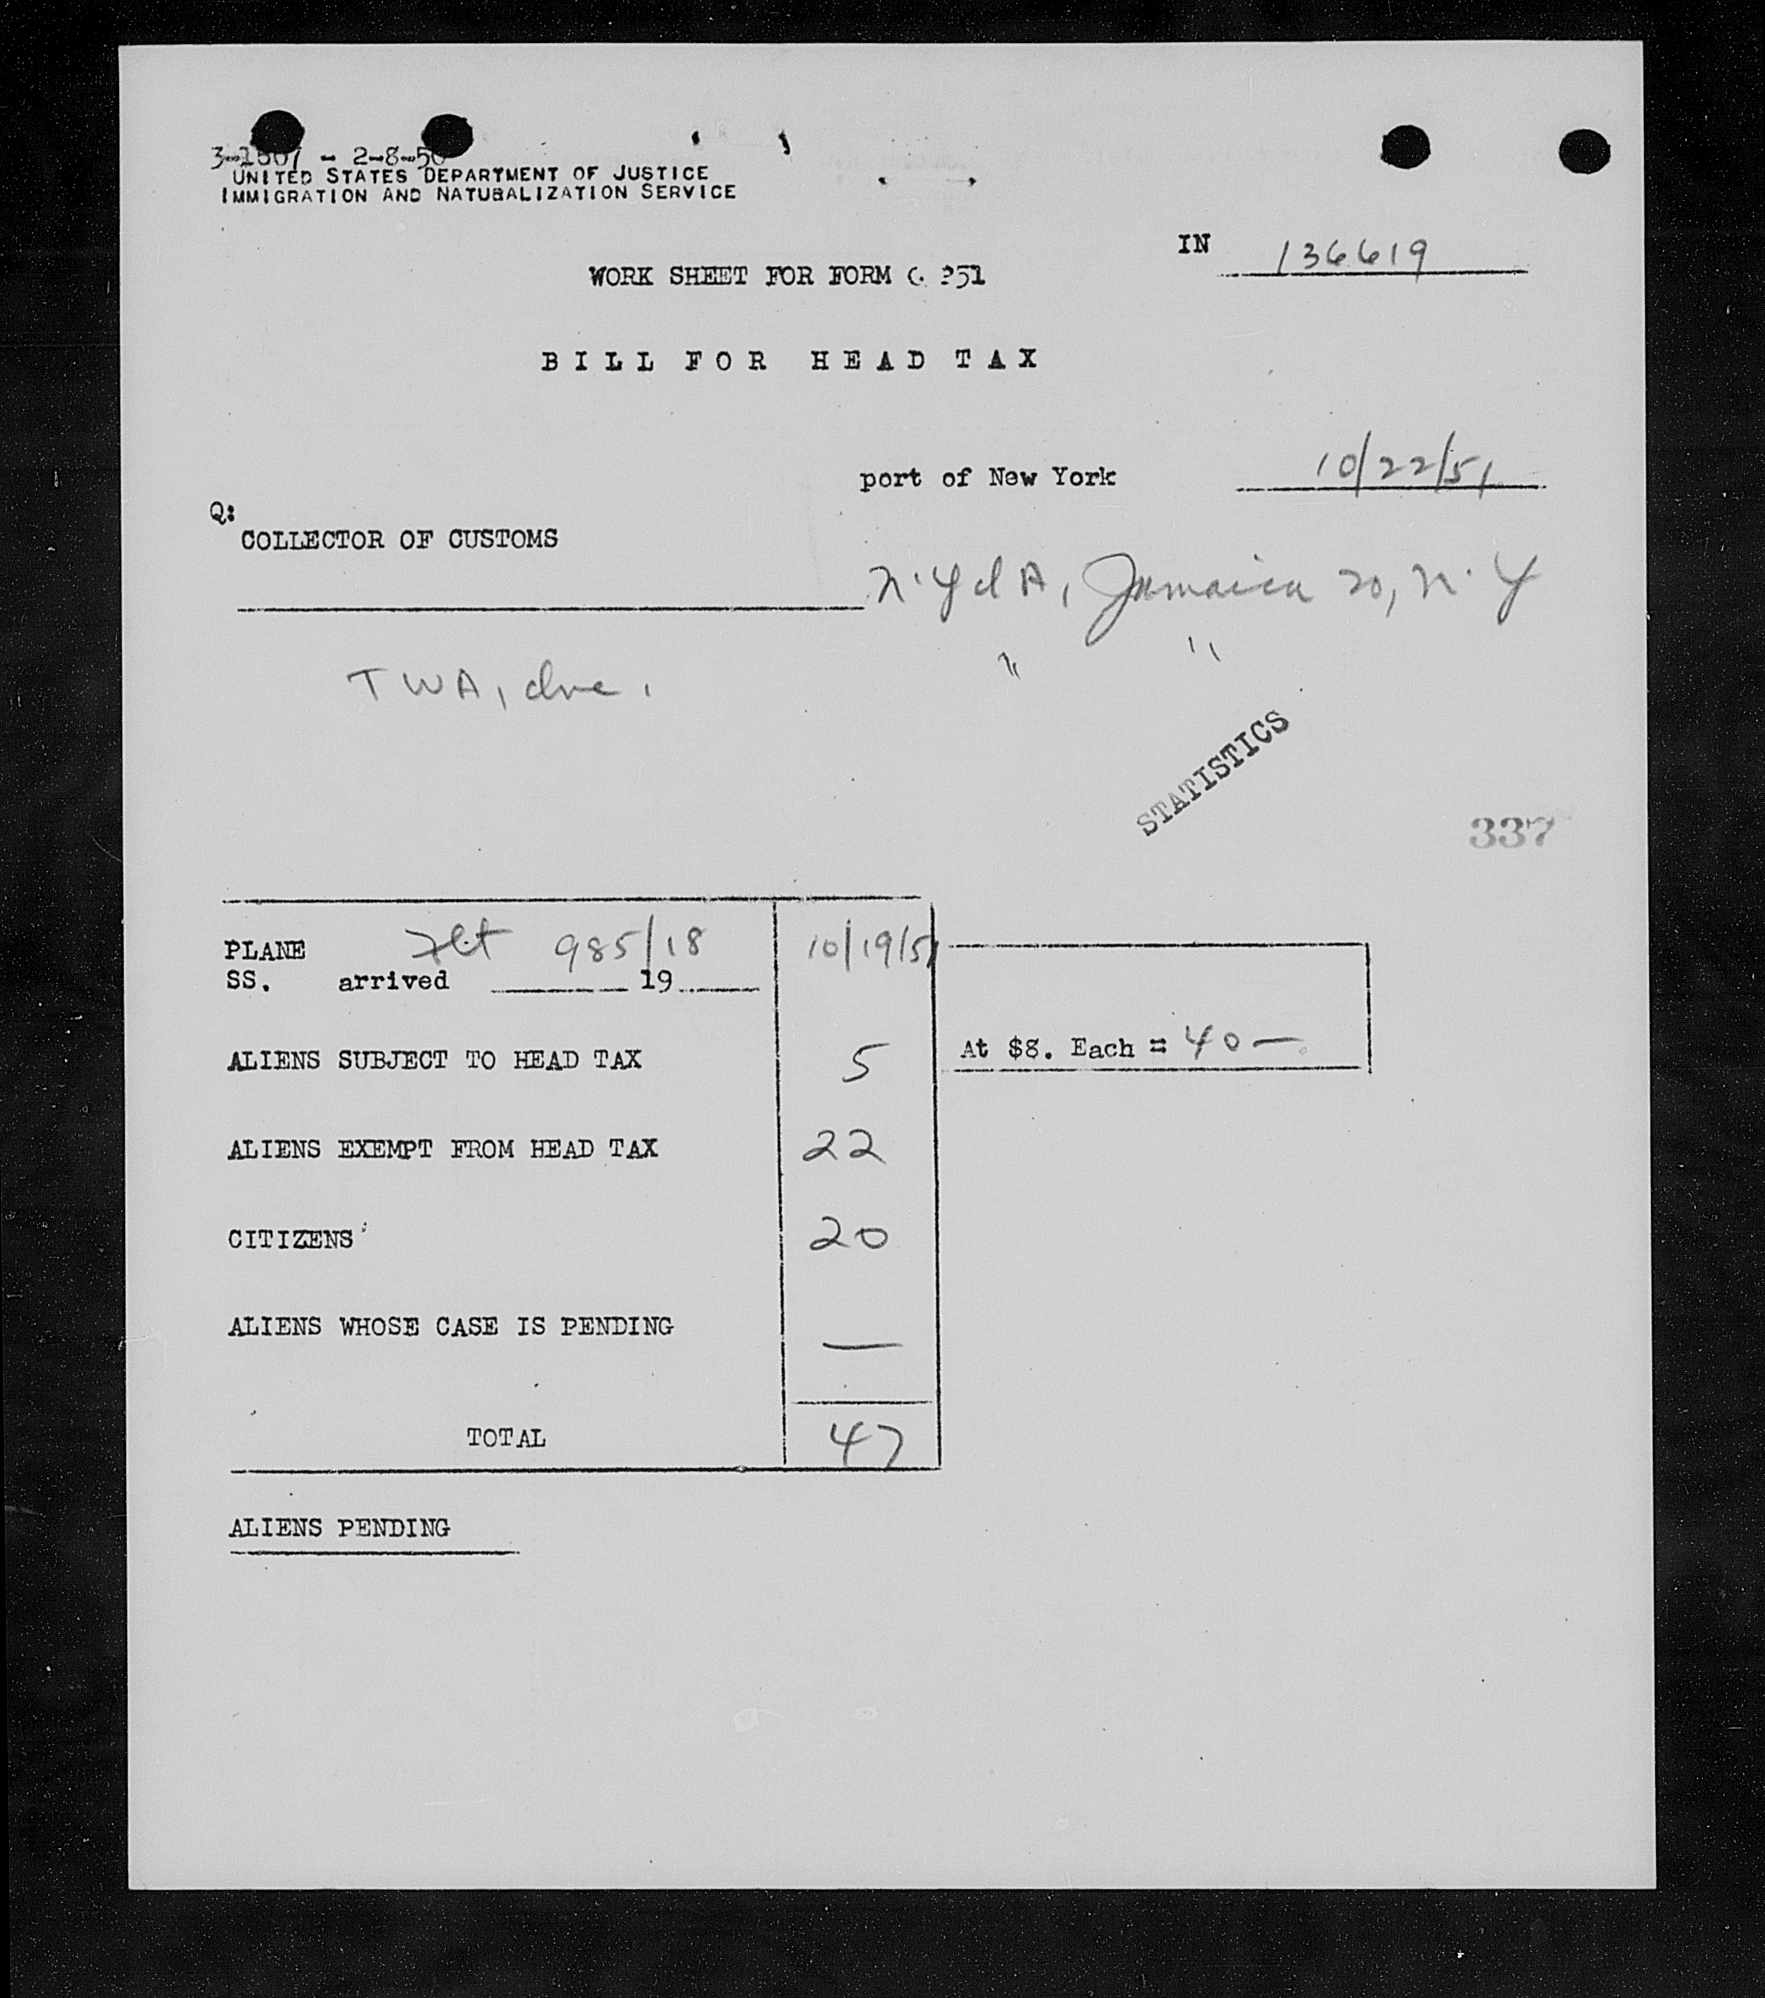 3-1507 - 2-8-50
UNITED STATES DEPARTMENT OF JUSTICE
IMMIGRATION AND NATURALIZATION SERVICE
IN 136619
WORK SHEET FOR FORM G 251
BILL FOR HEAD TAX
port of New York 10/22/51
Q:
COLLECTOR OF CUSTOMS
Jamaica 20, N.Y
" "
TWA, Inc.
STATISTICS
337
PLANE Flt 985/18 10/19/51
SS. arrived 19
ALIENS SUBJECT TO HEAD TAX 5 At $8. Each = 40—
ALIENS EXEMPT FROM HEAD TAX 22
CITIZENS 20
ALIENS WHOSE CASE IS PENDING —
TOTAL 47
ALIENS PENDING